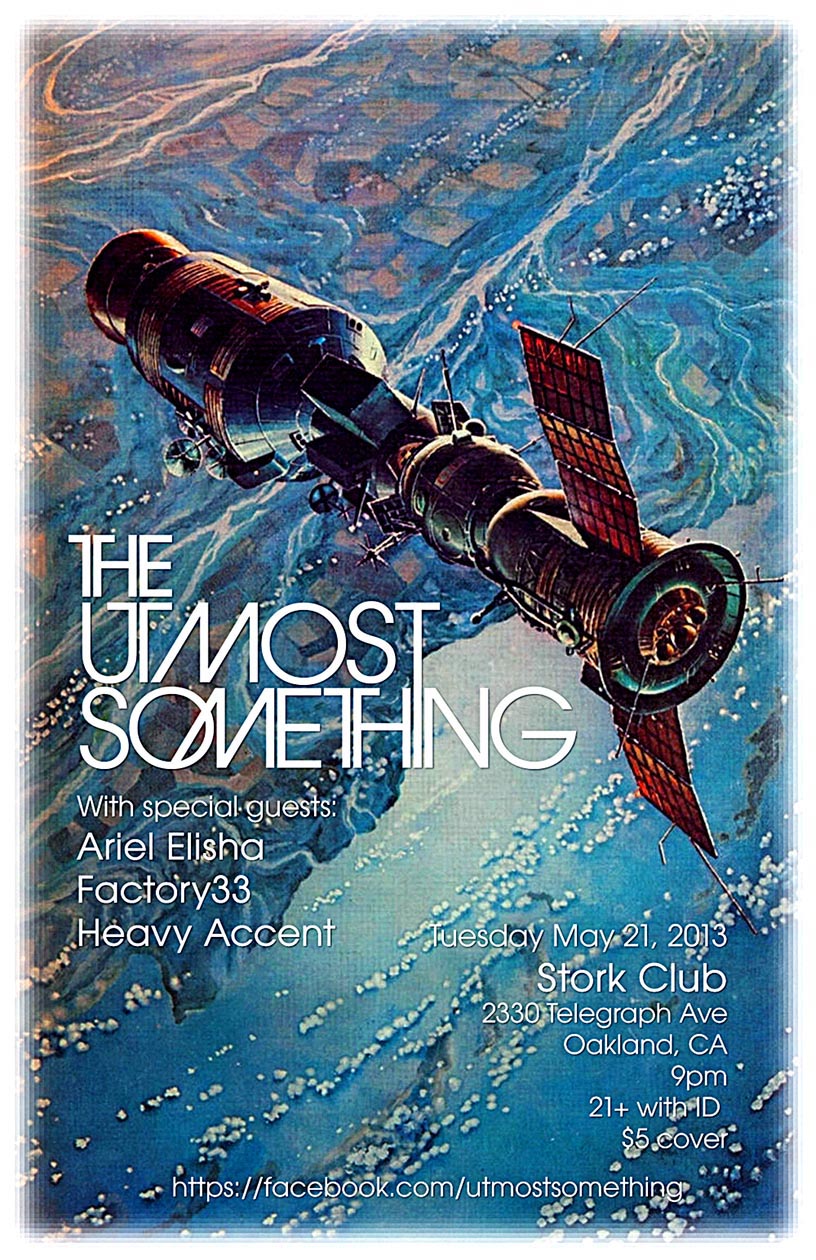 THE
UTMOST
SOMETHING
With special guests:
Ariel Elisha
Factory33
Heavy Accent
Tuesday May 21, 2013
Stork Club
2330 Telegraph Ave
Oakland, CA
9pm
21+ with ID
$5 cover
https://facebook.com/utmostsomething